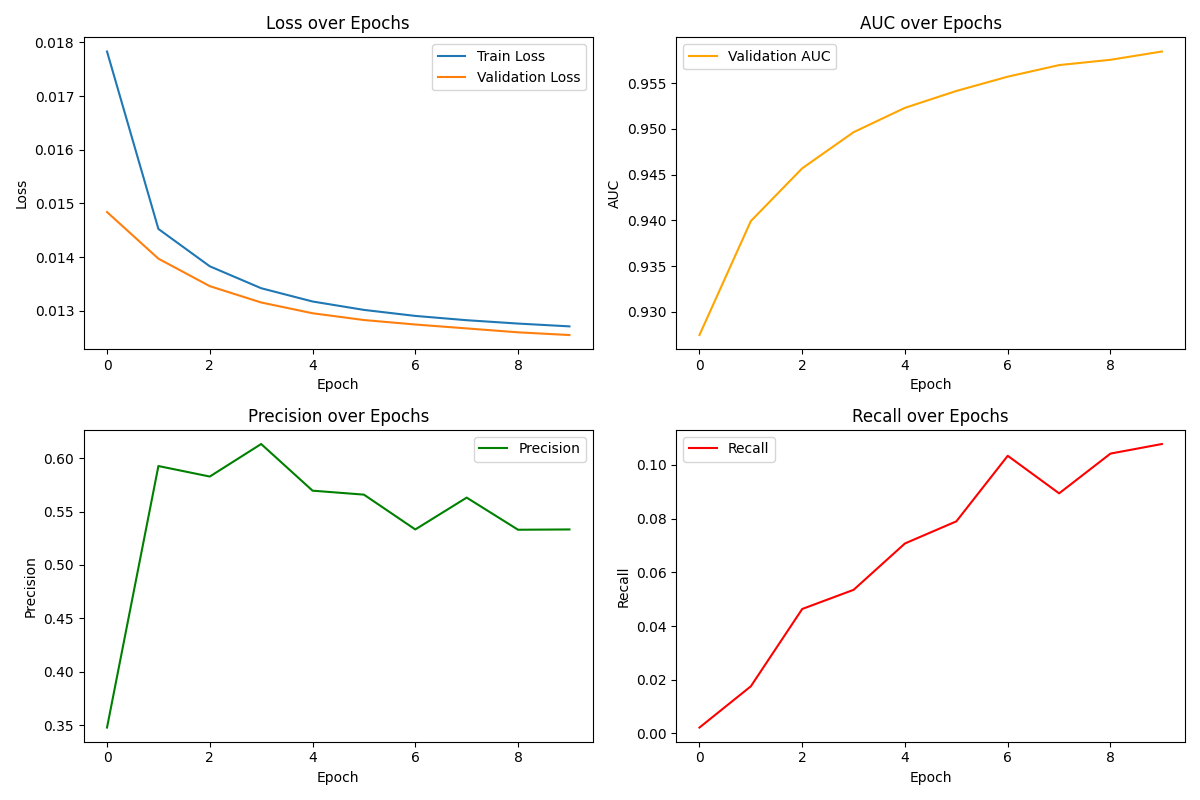 Loss over Epochs
Loss
0.018
0.017
0.016
0.015
0.014
0.013
Train Loss
Validation Loss
0 2 4 6 8
Epoch
AUC over Epochs
AUC
0.955
0.950
0.945
0.940
0.935
0.930
Validation AUC
0 2 4 6 8
Epoch
Precision over Epochs
Precision
0.60
0.55
0.50
0.45
0.40
0.35
Precision
0 2 4 6 8
Epoch
Recall over Epochs
Recall
0.10
0.08
0.06
0.04
0.02
0.00
Recall
0 2 4 6 8
Epoch